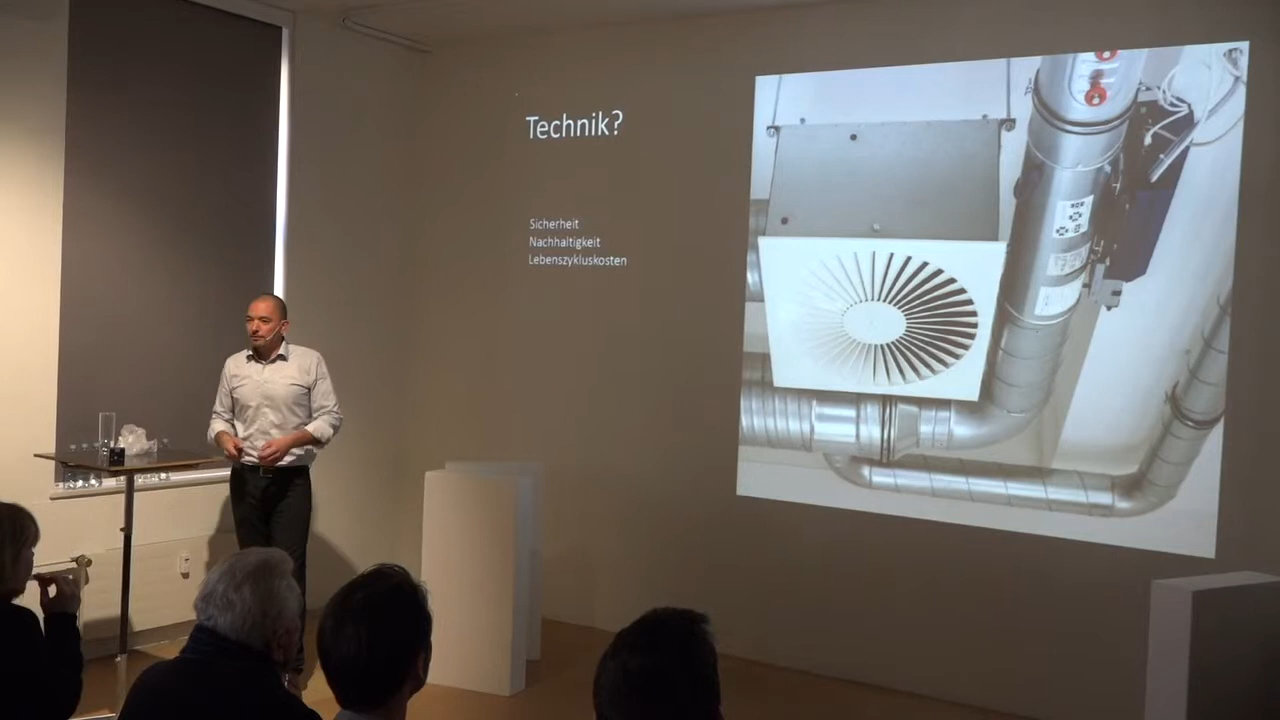 Technik?
Sicherheit
Nachhaltigkeit
Lebenszykluskosten